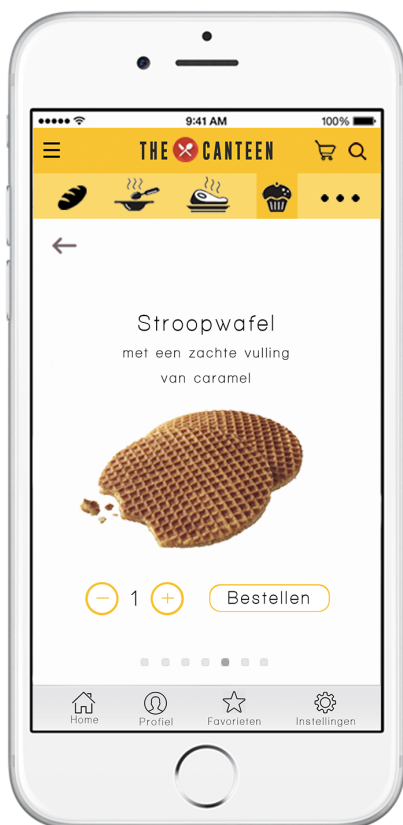 9:41 AM
100%
THE CANTEEN
Stroopwafel
met een zachte vulling
van caramel
1
Bestellen
Home
Profiel
Favorieten
Instellingen